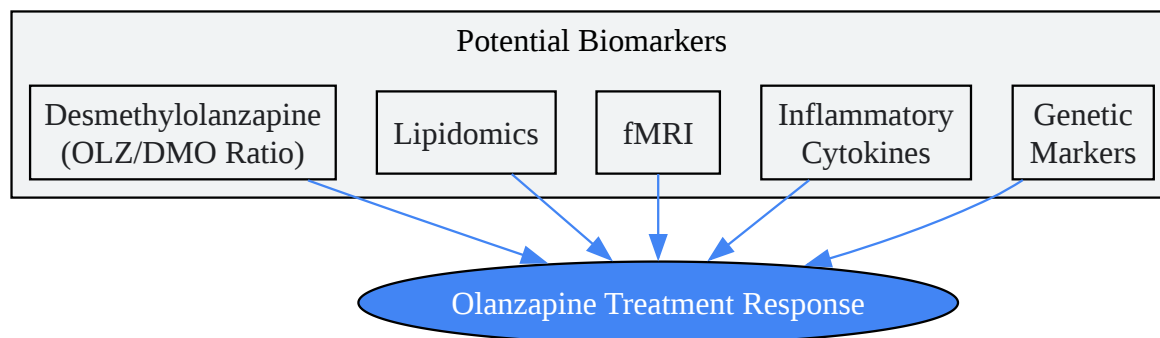 Potential Biomarkers
Desmethylolanzapine
(OLZ/DMO Ratio)
Lipidomics
fMRI
Inflammatory
Cytokines
Genetic
Markers
Olanzapine Treatment Response